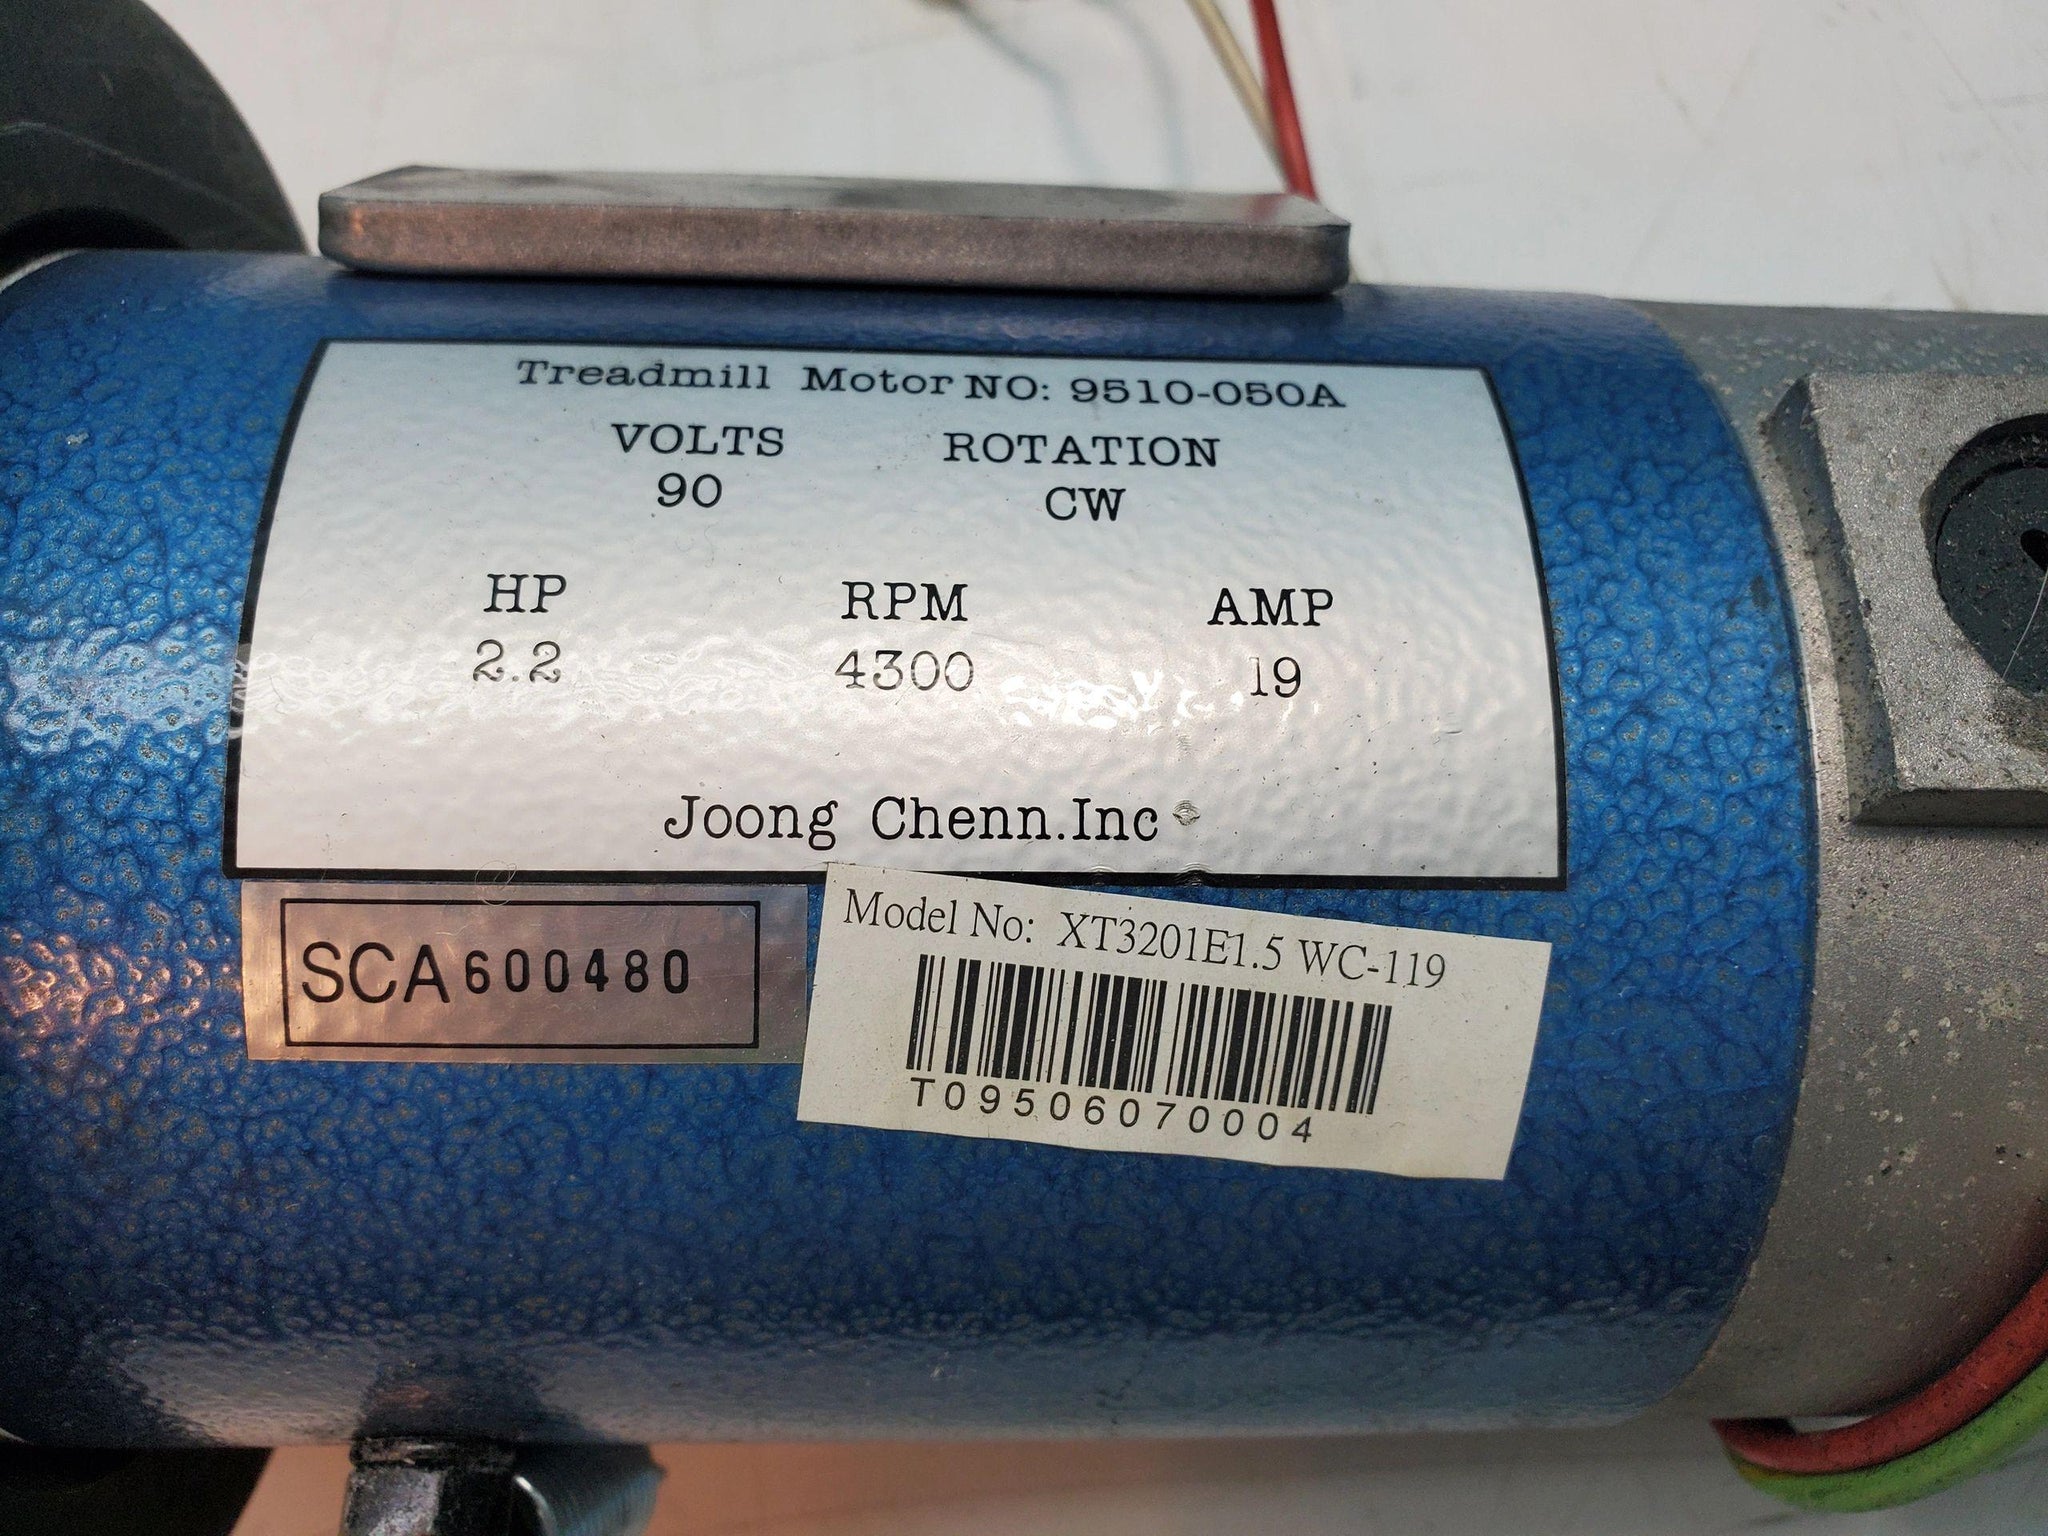 Treadmill Motor NO: 9510-050A
VOLTS ROTATION
90 CW
HP RPM AMP
2.2 4300 19
Joong Chenn.Inc
SCA600480
Model No: XT3201E1.5 WC-119
T09506070004